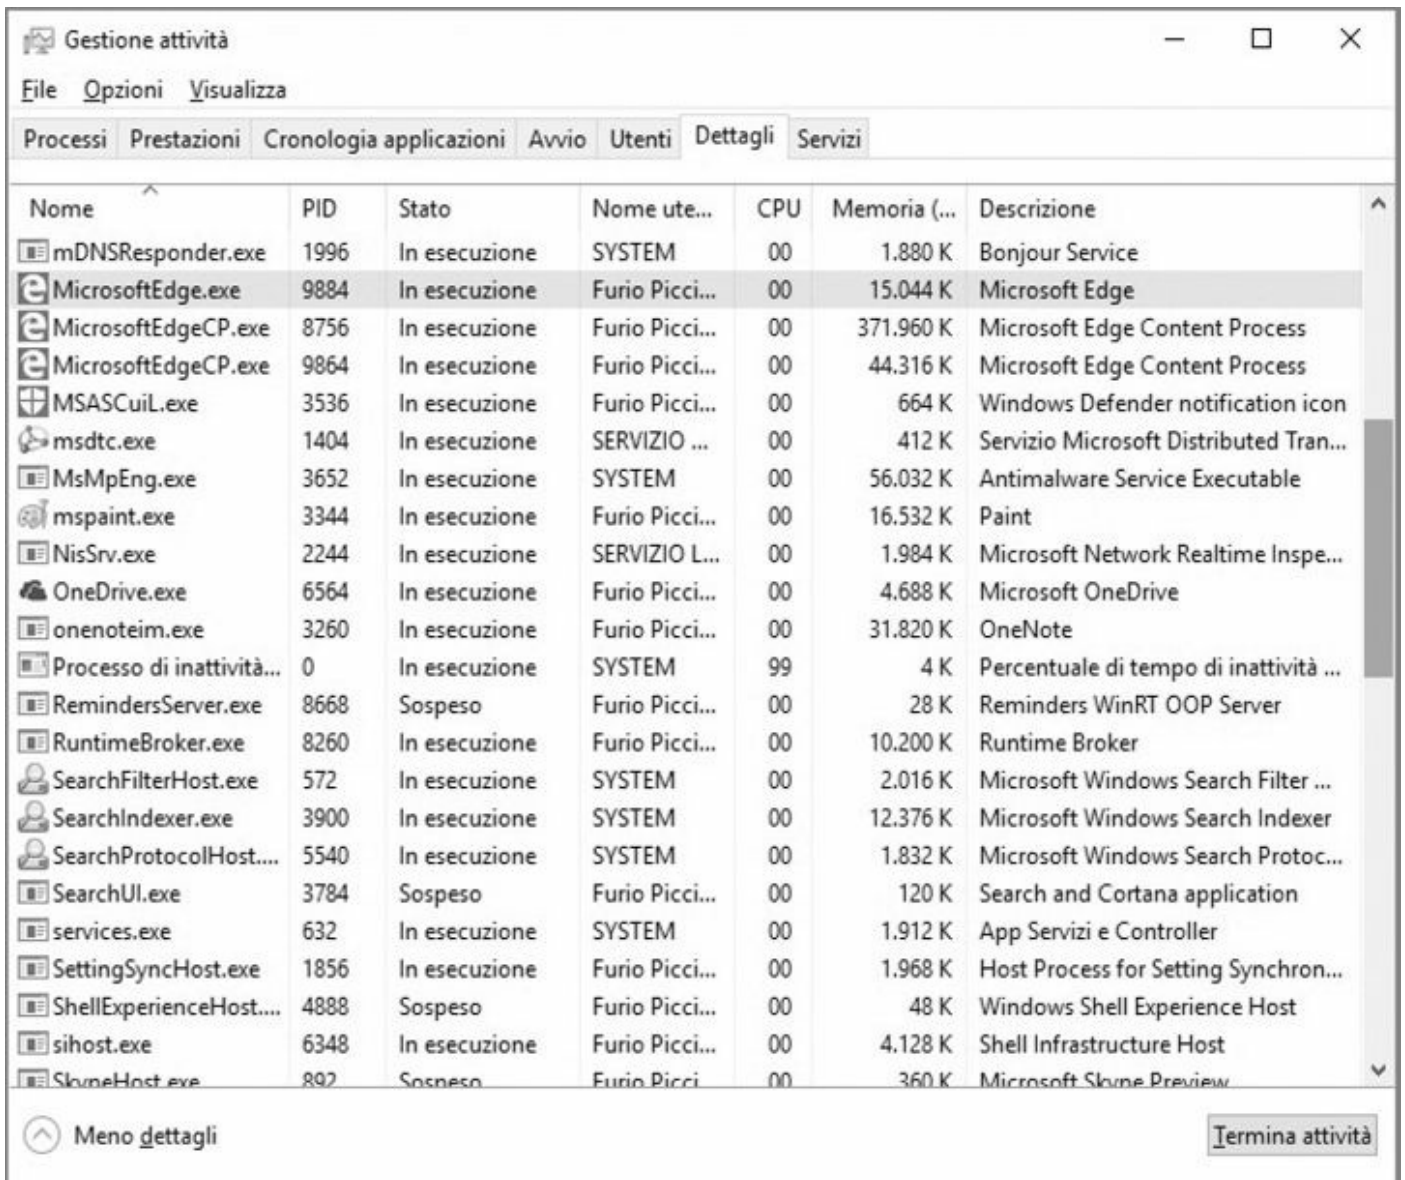 Gestione attività
File Opzioni Visualizza
Processi Prestazioni Cronologia applicazioni Avvio Utenti Dettagli Servizi
Nome PID Stato Nome ute... CPU Memoria (... Descrizione
mDNSResponder.exe 1996 In esecuzione SYSTEM 00 1.880 K Bonjour Service
MicrosoftEdge.exe 9884 In esecuzione Furio Picci... 00 15.044 K Microsoft Edge
MicrosoftEdgeCP.exe 8756 In esecuzione Furio Picci... 00 371.960 K Microsoft Edge Content Process
MicrosoftEdgeCP.exe 9864 In esecuzione Furio Picci... 00 44.316 K Microsoft Edge Content Process
MSASCuiL.exe 3536 In esecuzione Furio Picci... 00 664 K Windows Defender notification icon
msdtc.exe 1404 In esecuzione SERVIZIO ... 00 412 K Servizio Microsoft Distributed Tran...
MsMpEng.exe 3652 In esecuzione SYSTEM 00 56.032 K Antimalware Service Executable
mspaint.exe 3344 In esecuzione Furio Picci... 00 16.532 K Paint
NisSrv.exe 2244 In esecuzione SERVIZIO L... 00 1.984 K Microsoft Network Realtime Inspe...
OneDrive.exe 6564 In esecuzione Furio Picci... 00 4.688 K Microsoft OneDrive
onenoteim.exe 3260 In esecuzione Furio Picci... 00 31.820 K OneNote
Processo di inattività... 0 In esecuzione SYSTEM 99 4 K Percentuale di tempo di inattività ...
RemindersServer.exe 8668 Sospeso Furio Picci... 00 28 K Reminders WinRT OOP Server
RuntimeBroker.exe 8260 In esecuzione Furio Picci... 00 10.200 K Runtime Broker
SearchFilterHost.exe 572 In esecuzione SYSTEM 00 2.016 K Microsoft Windows Search Filter ...
SearchIndexer.exe 3900 In esecuzione SYSTEM 00 12.376 K Microsoft Windows Search Indexer
SearchProtocolHost.... 5540 In esecuzione SYSTEM 00 1.832 K Microsoft Windows Search Protoc...
SearchUI.exe 3784 Sospeso Furio Picci... 00 120 K Search and Cortana application
services.exe 632 In esecuzione SYSTEM 00 1.912 K App Servizi e Controller
SettingSyncHost.exe 1856 In esecuzione Furio Picci... 00 1.968 K Host Process for Setting Synchron...
ShellExperienceHost.... 4888 Sospeso Furio Picci... 00 48 K Windows Shell Experience Host
sihost.exe 6348 In esecuzione Furio Picci... 00 4.128 K Shell Infrastructure Host
SkypeHost.exe 892 Sospeso Furio Picci 00 360 K Microsoft Skype Preview
Meno dettagli Termina attività